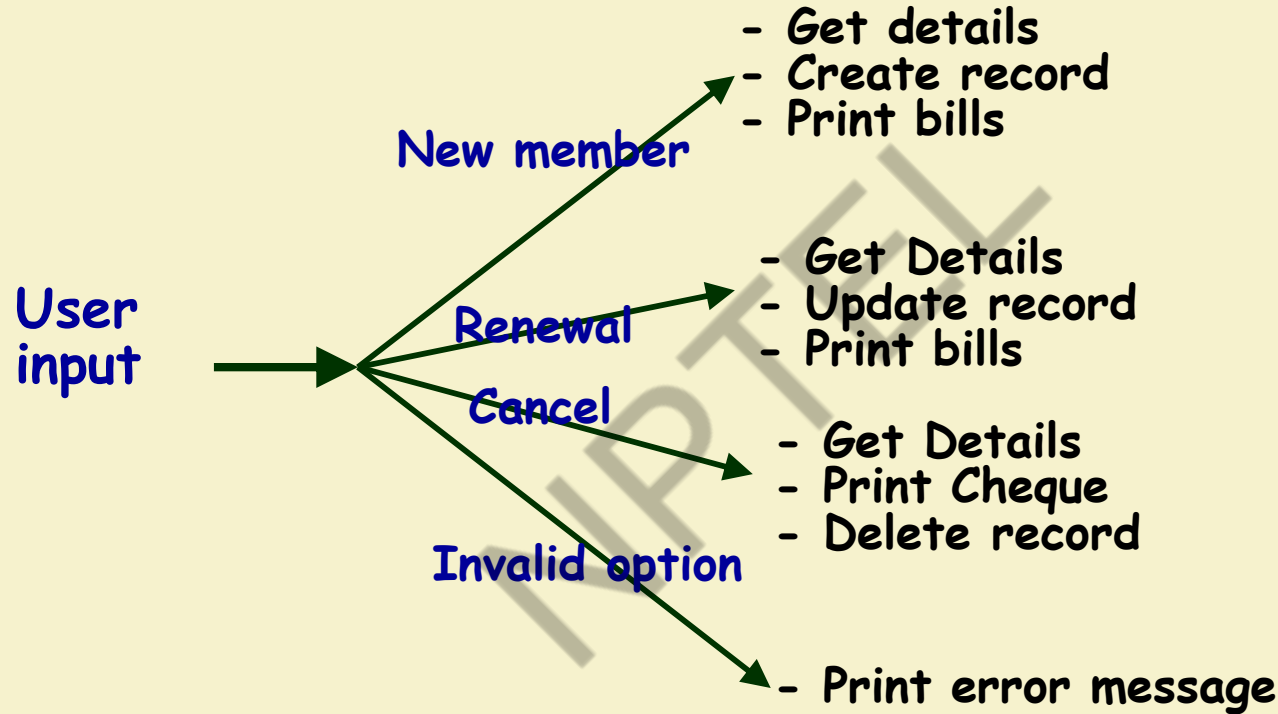 - Get details
- Create record
- Print bills
New member
- Get Details
- Update record
- Print bills
User
input
Renewal
Cancel
- Get Details
- Print Cheque
- Delete record
Invalid option
- Print error message
NPTEL